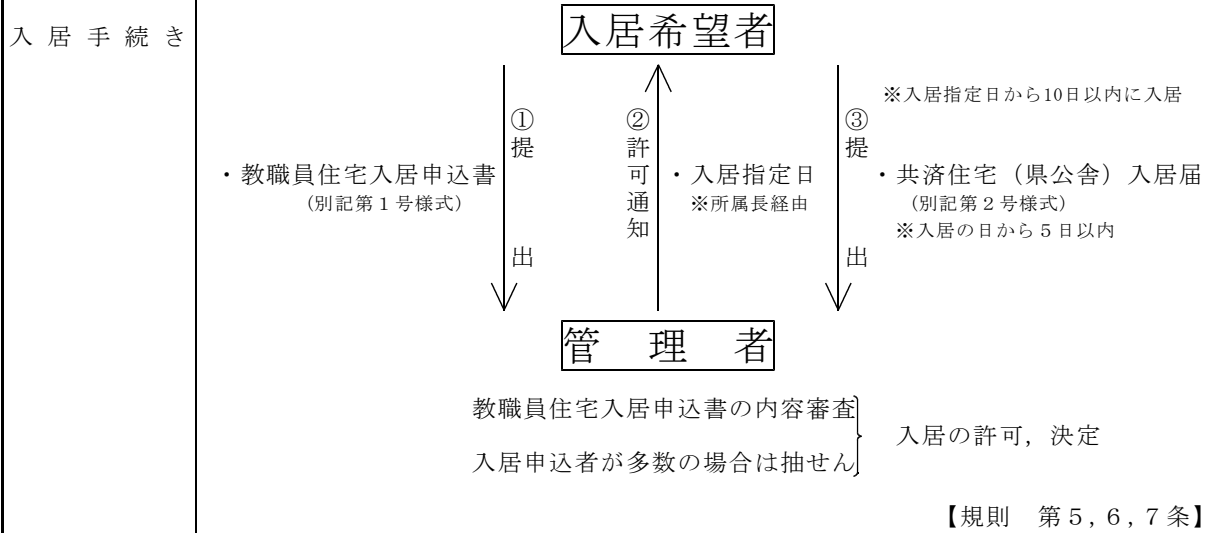 入居手続き
入居希望者
※入居指定日から10日以内に入居
①提出
・教職員住宅入居申込書
(別記第１号様式)
②許可通知
・入居指定日
※所属長経由
③提出
・共済住宅（県公舎）入居届
(別記第２号様式)
※入居の日から５日以内
管理者
教職員住宅入居申込書の内容審査
入居申込者が多数の場合は抽せん
入居の許可，決定
【規則　第５,６,７条】